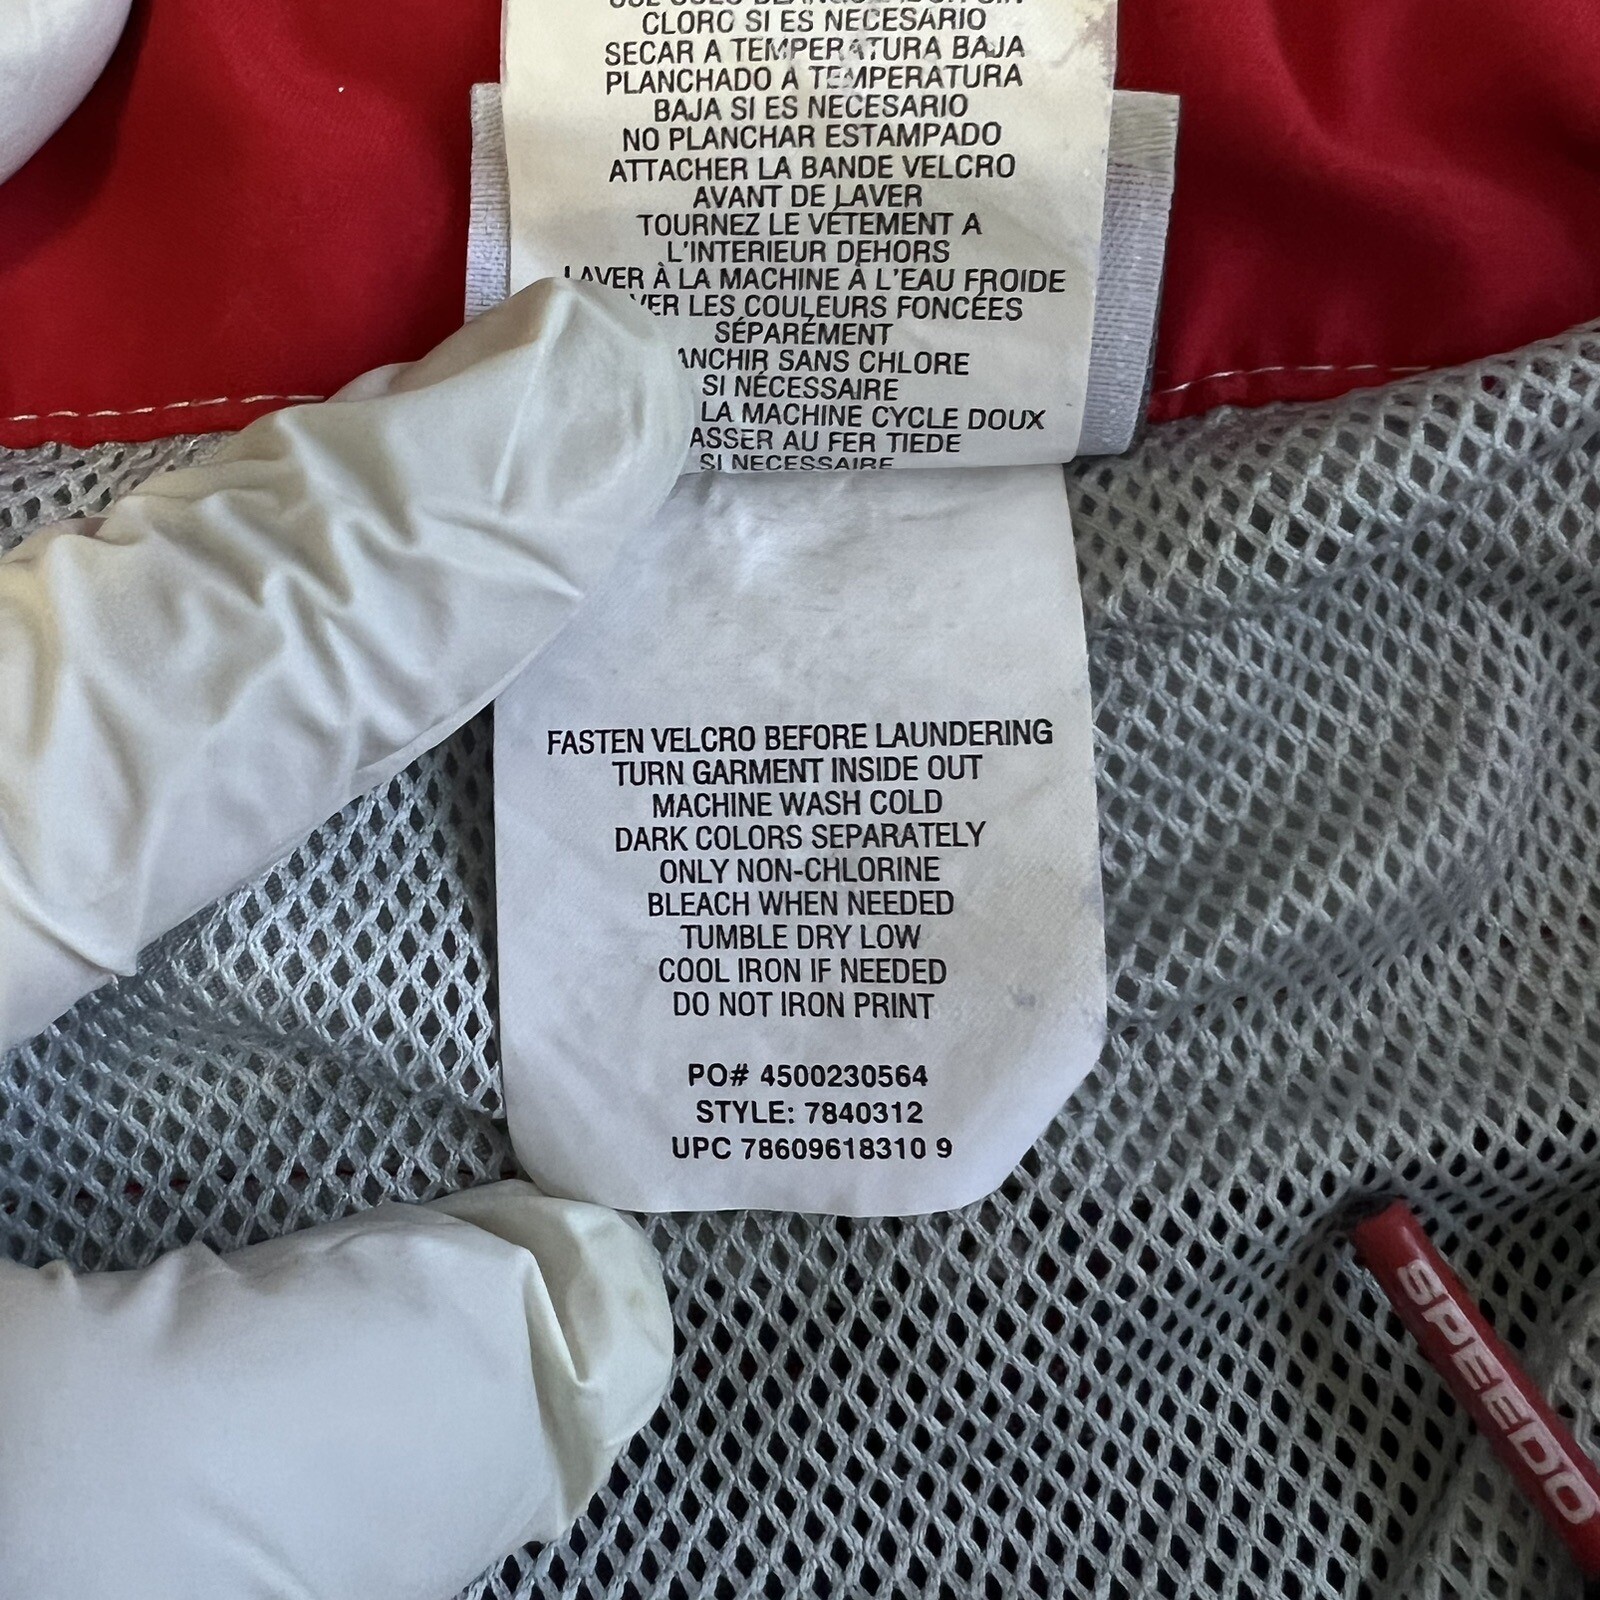 CLORO SI ES NECESARIO
SECAR A TEMPERATURA BAJA
PLANCHADO A TEMPERATURA
BAJA SI ES NECESARIO
NO PLANCHAR ESTAMPADO
ATTACHER LA BANDE VELCRO
AVANT DE LAVER
TOURNEZ LE VÉTEMENT A
L'INTERIEUR DEHORS
LAVER À LA MACHINE À L'EAU FROIDE
LES COULEURS FONCÉES
SÉPARÉMENT
SANS CHLORE
SI NÉCESSAIRE
LA MACHINE CYCLE DOUX
AU FER TIEDE
SI NECESSAIRE
FASTEN VELCRO BEFORE LAUNDERING
TURN GARMENT INSIDE OUT
MACHINE WASH COLD
DARK COLORS SEPARATELY
ONLY NON-CHLORINE
BLEACH WHEN NEEDED
TUMBLE DRY LOW
COOL IRON IF NEEDED
DO NOT IRON PRINT
PO# 4500230564
STYLE: 7840312
UPC 78609618310 9
SPEEDO